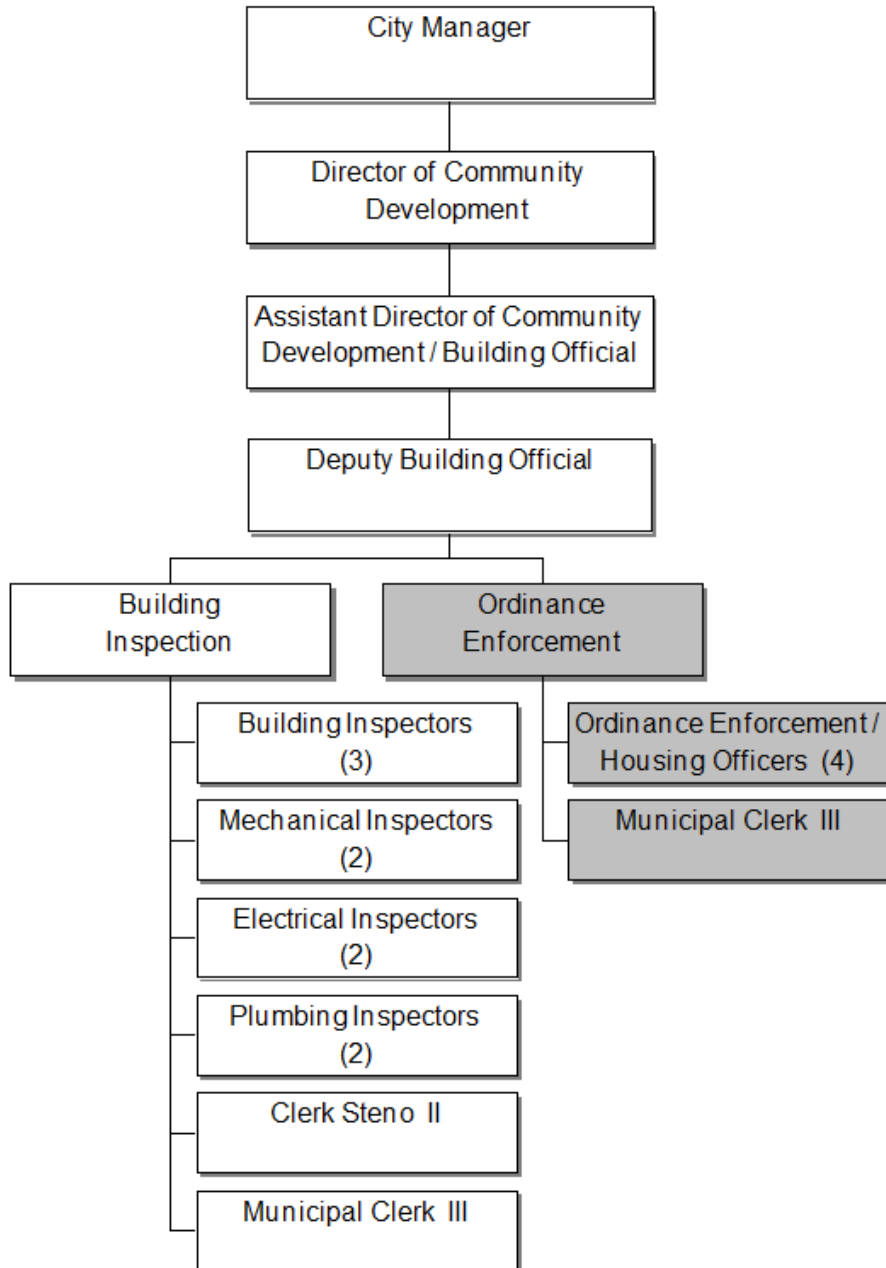 City Manager
Director of Community
Development
Assistant Director of Community
Development / Building Official
Deputy Building Official
Building
Inspection
Ordinance
Enforcement
Building Inspectors
(3)
Mechanical Inspectors
(2)
Electrical Inspectors
(2)
Plumbing Inspectors
(2)
Clerk Steno II
Municipal Clerk III
Ordinance Enforcement /
Housing Officers (4)
Municipal Clerk III